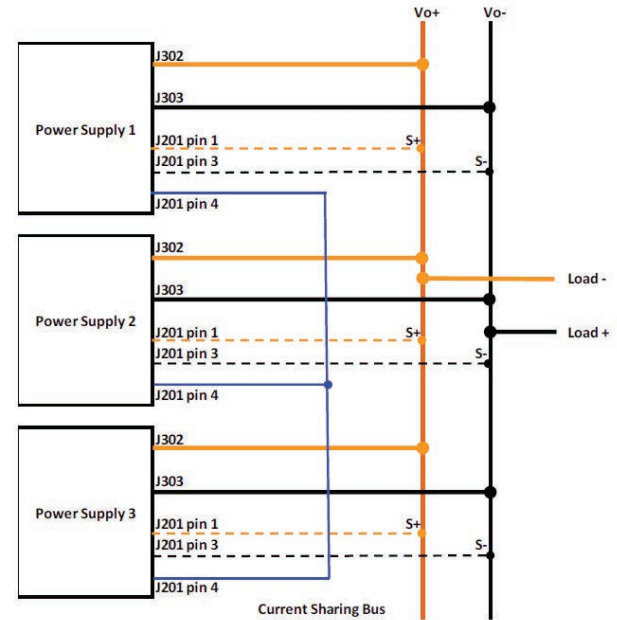 Vo+ Vo-
J302
J303
Power Supply 1
J201 pin 1 S+
J201 pin 3 S-
J201 pin 4
J302
Load -
J303
Power Supply 2
Load +
J201 pin 1 S+
J201 pin 3 S-
J201 pin 4
J302
J303
Power Supply 3
J201 pin 1 S+
J201 pin 3 S-
J201 pin 4
Current Sharing Bus